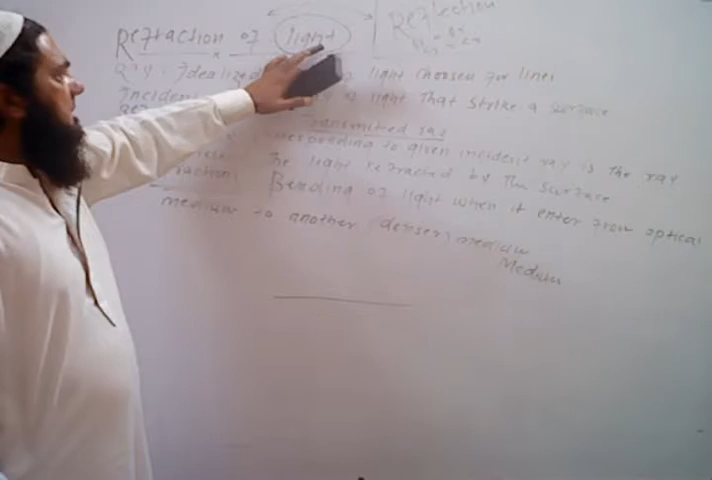 Refraction of light
Reflection
Ray: Idealized light choosen for lines
Incident light That strike a surface
Transmitted ray
corresponding to given incident ray is the ray
The light refracted by The surface
Bending of light when it enter from optical
medium to another (denser) medium
Medium